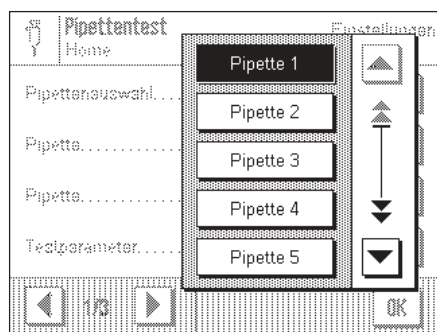 Pipettentest
Home
Einstellungen
Pipettenauswahl....
Pipette.............
Pipette.............
Testparameter.....
Pipette 1
Pipette 2
Pipette 3
Pipette 4
Pipette 5
1/3
OK